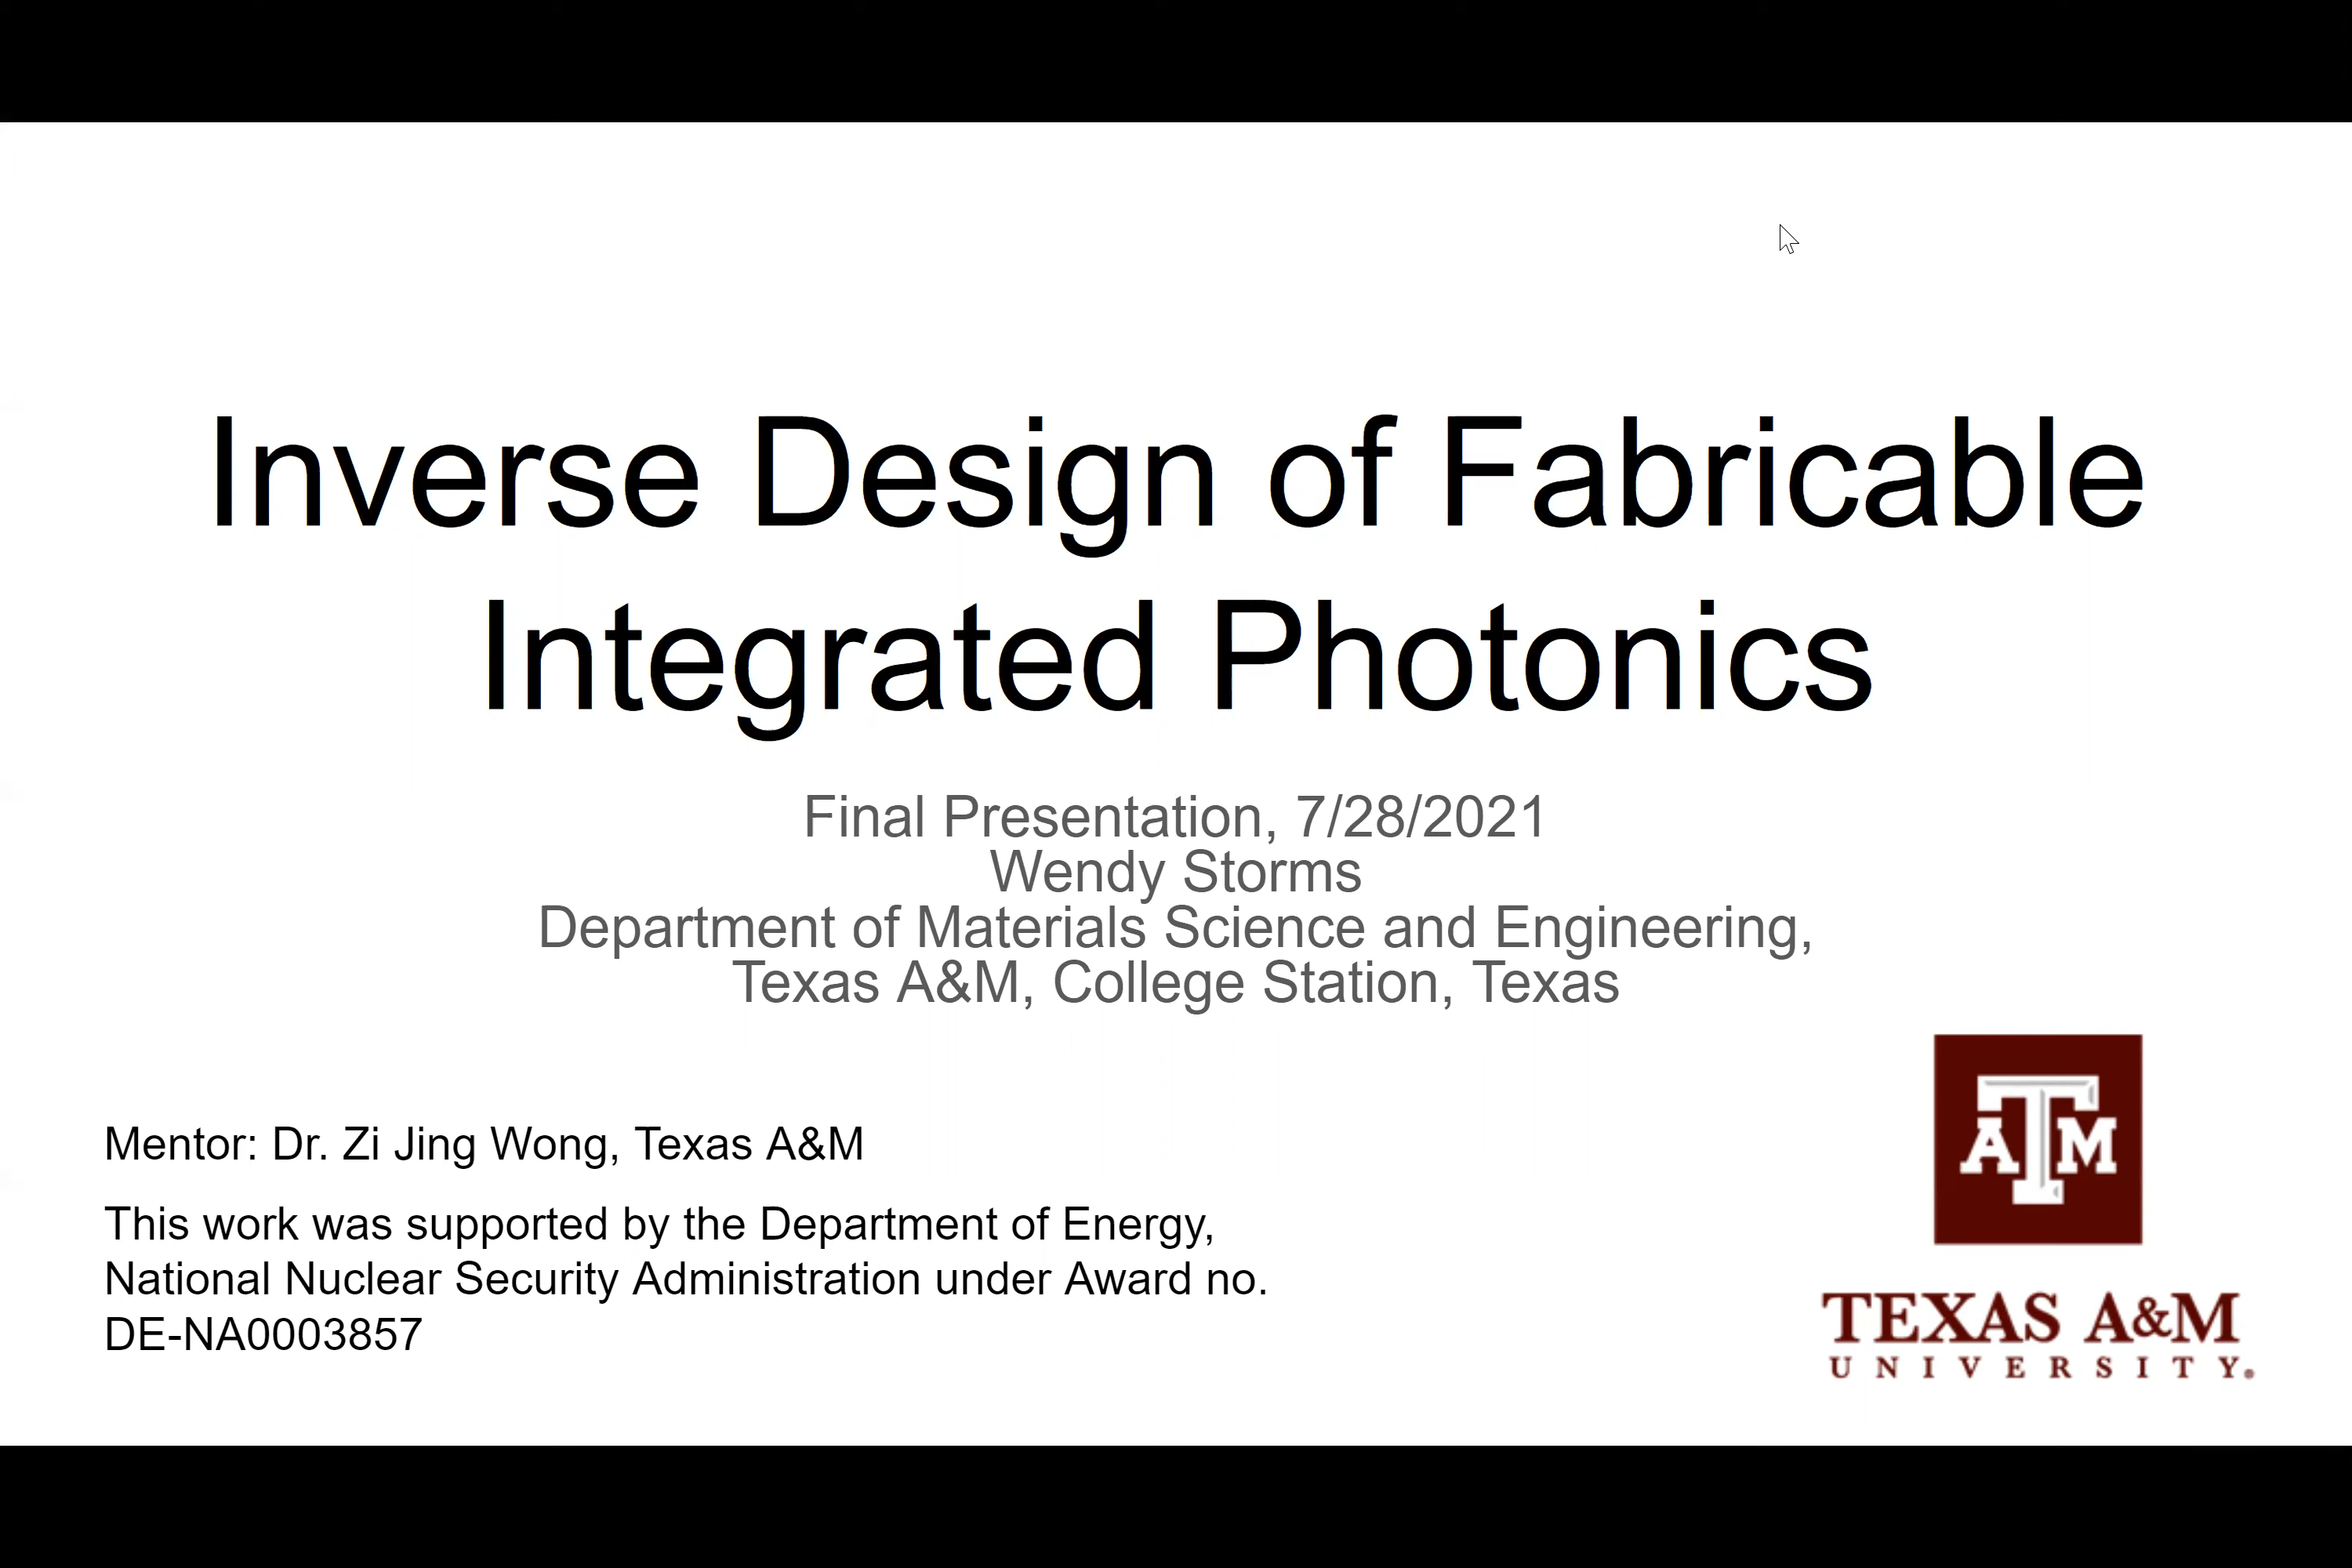 Inverse Design of Fabricable
Integrated Photonics
Final Presentation, 7/28/2021
Wendy Storms
Department of Materials Science and Engineering,
Texas A&M, College Station, Texas
Mentor: Dr. Zi Jing Wong, Texas A&M
This work was supported by the Department of Energy,
National Nuclear Security Administration under Award no.
DE-NA0003857
ATM
TEXAS A&M
UNIVERSITY®